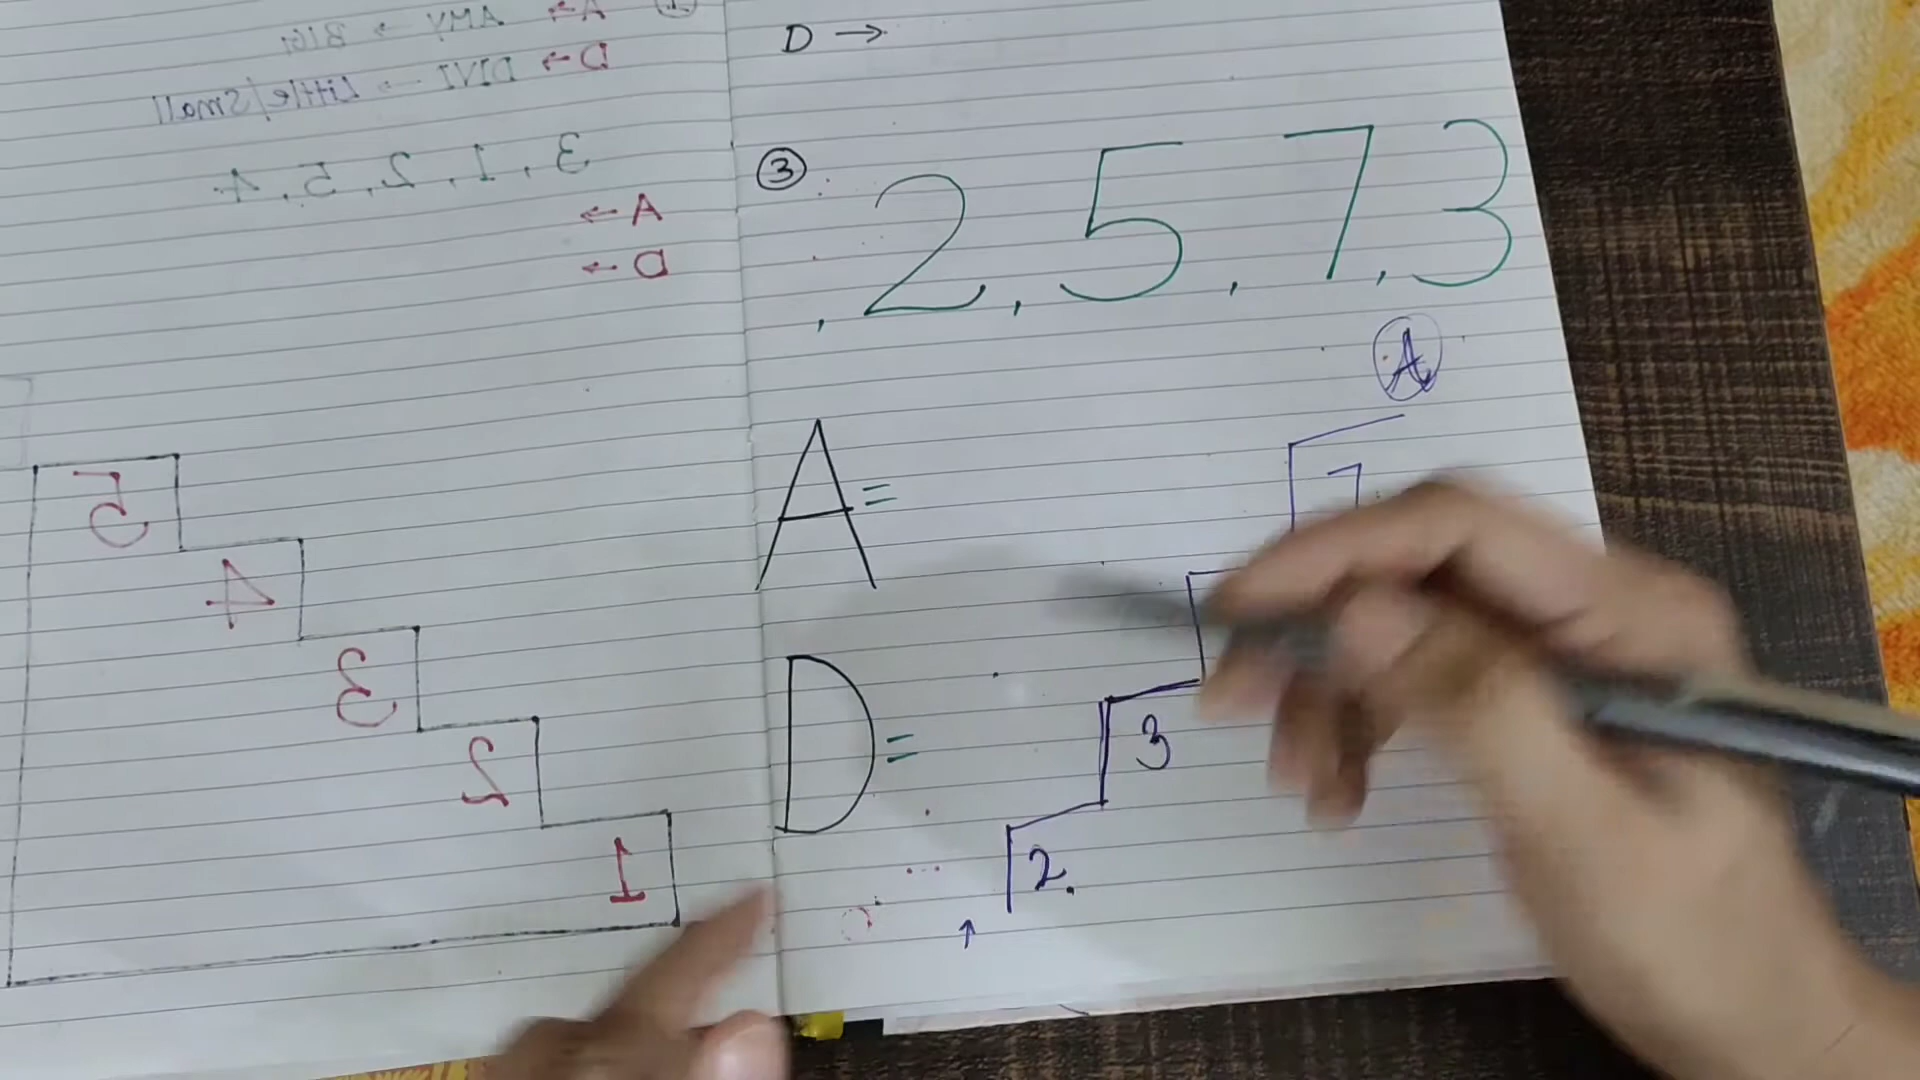 A → AMY → BIG
D → DIVI → Little/Small
3, 1, 2, 5, 4
A →
D →
5
4
3
2
1
D →
③
, 2, 5, 7, 3
A
A =
D =
7
3
2.
↑